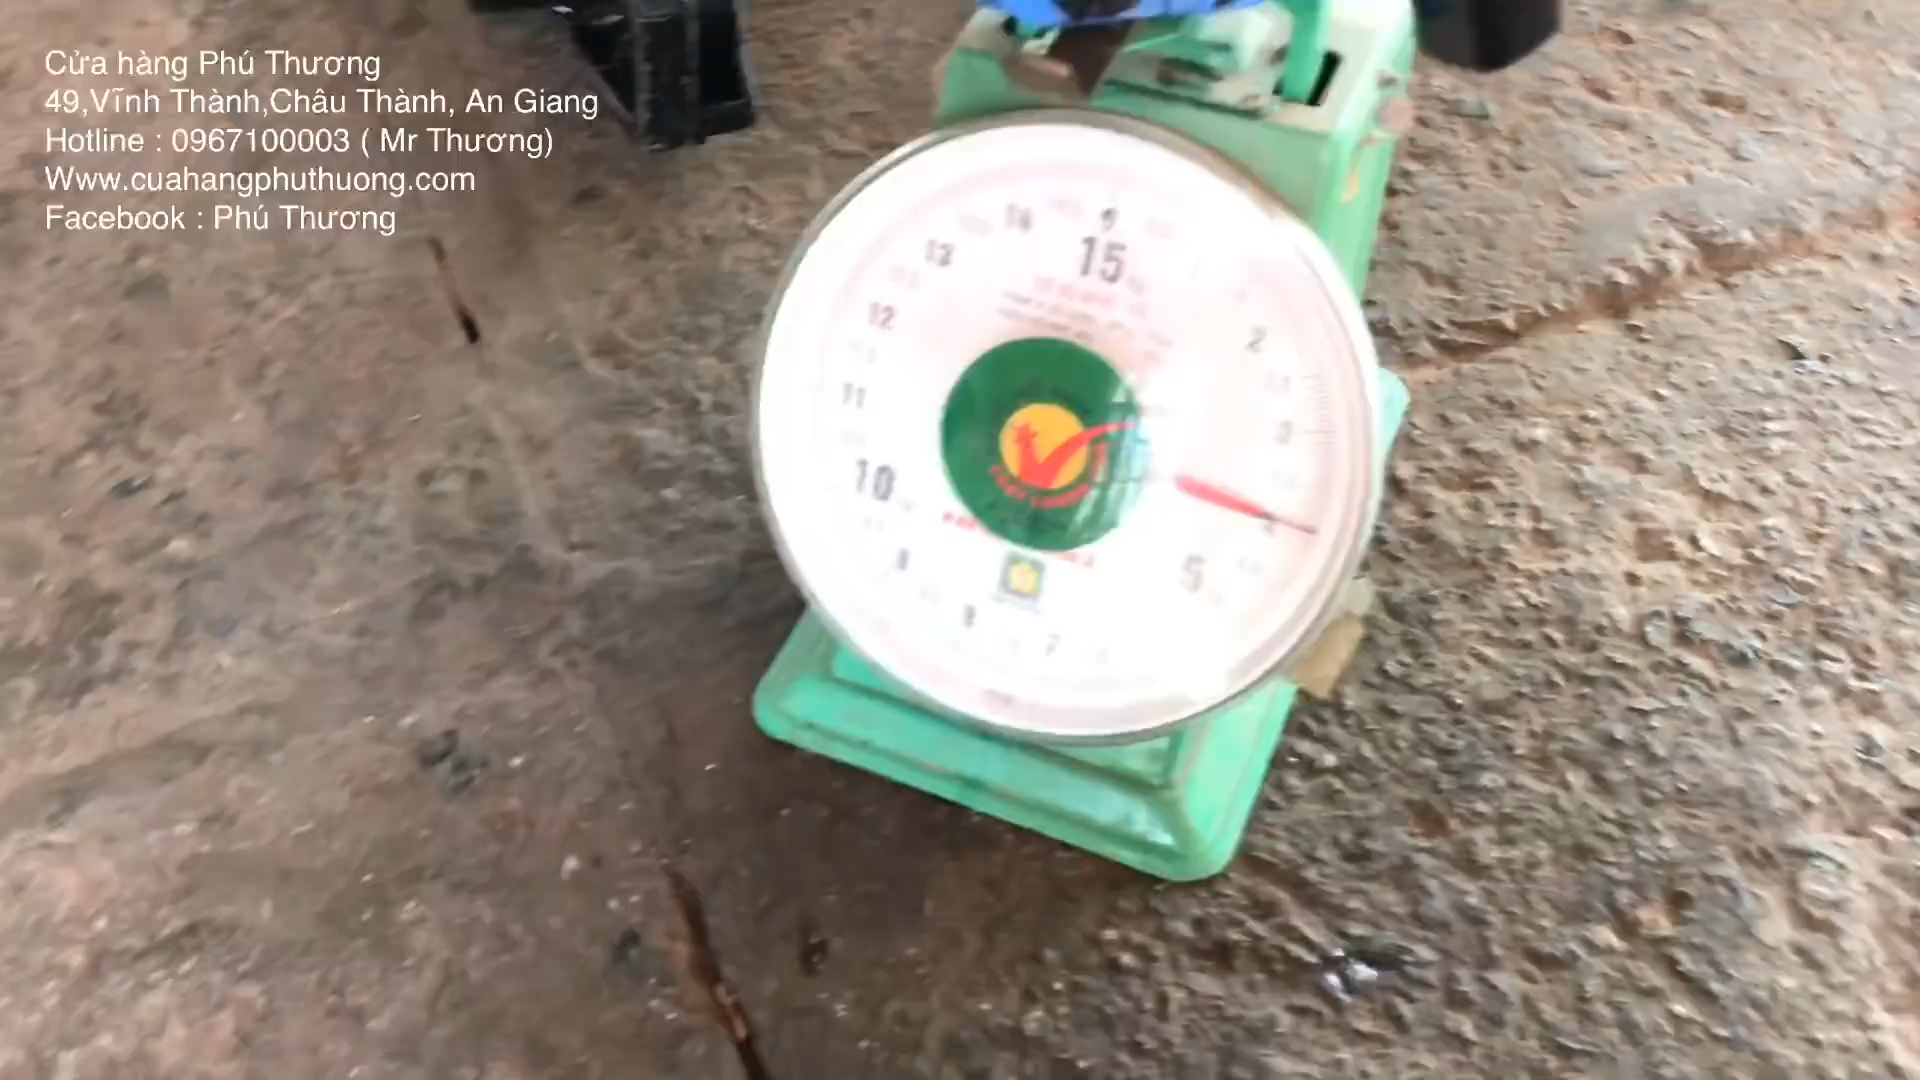 Cửa hàng Phú Thương
49,Vĩnh Thành,Châu Thành, An Giang
Hotline : 0967100003 ( Mr Thương)
Www.cuahangphuthuong.com
Facebook : Phú Thương
14
15
13
2
12
11
3
10
5
9
8
7